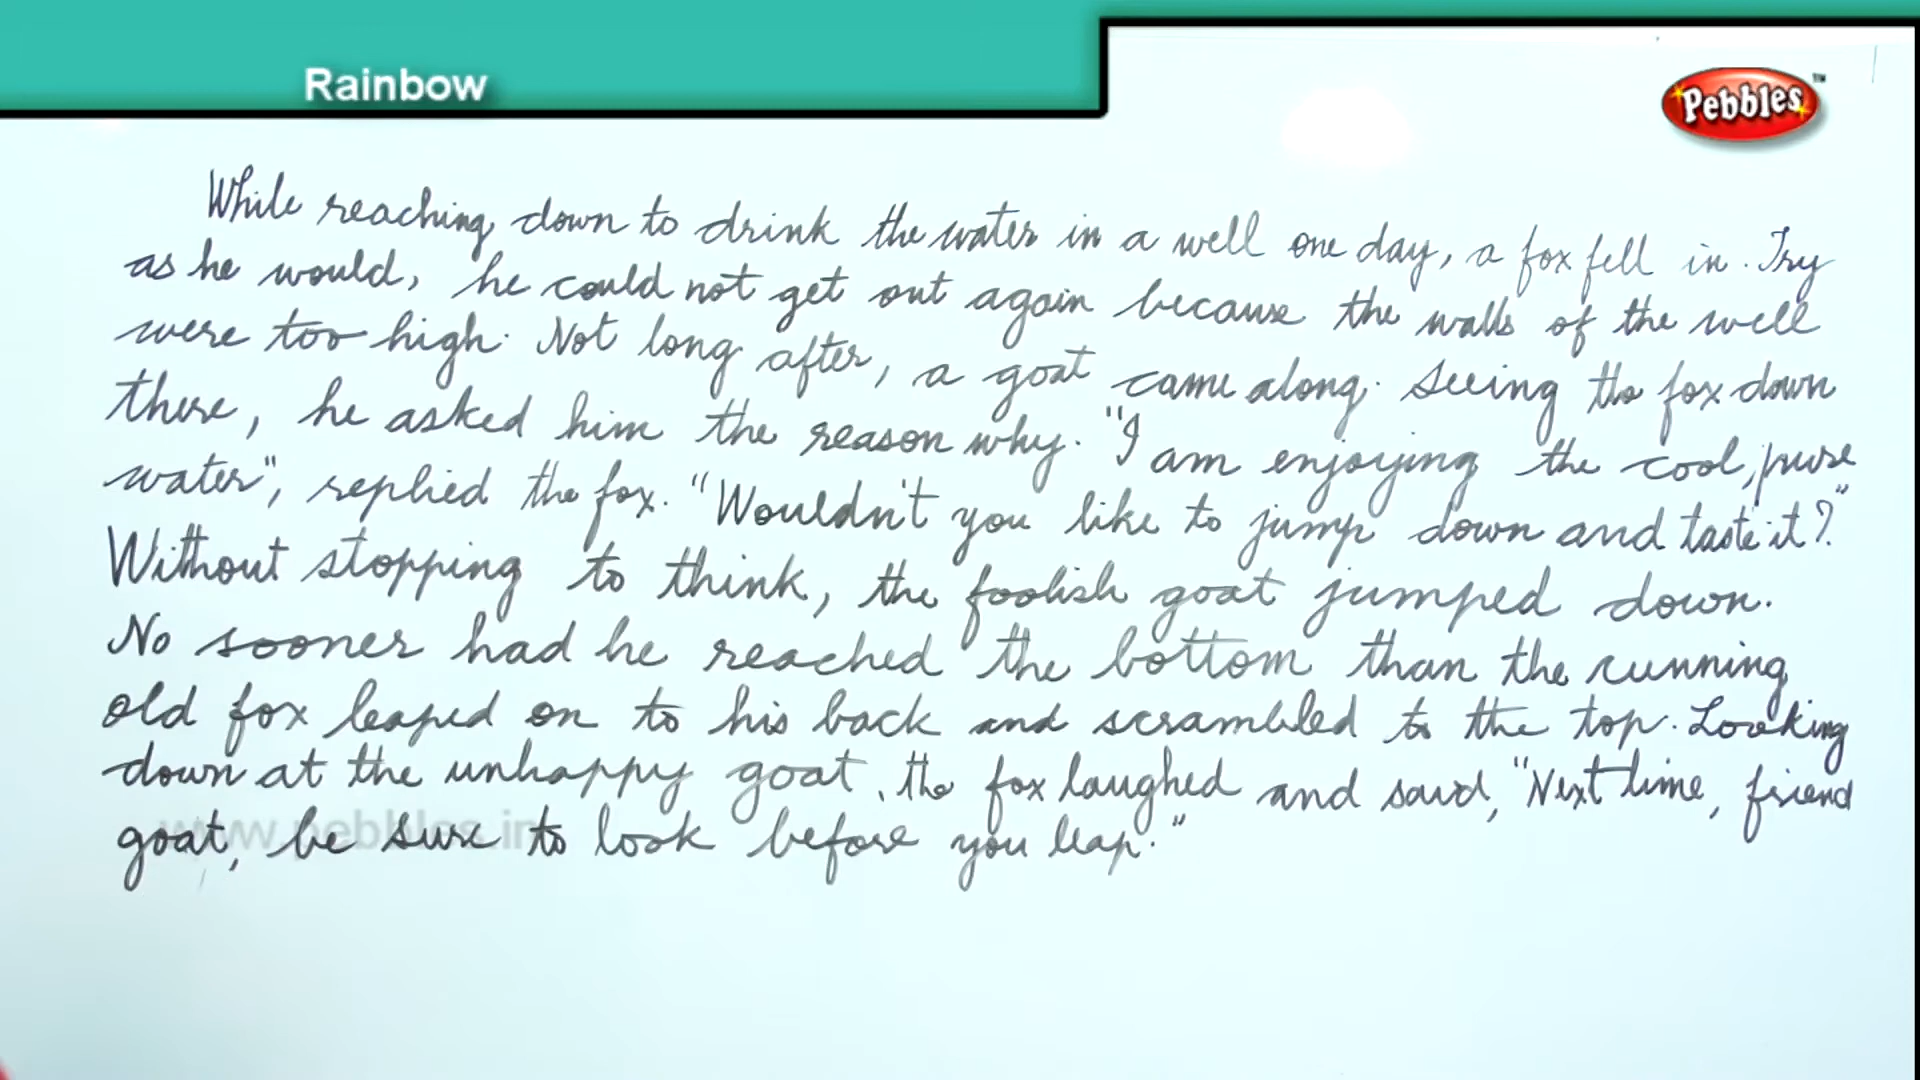 Rainbow
Pebbles™
While reaching down to drink the water in a well one day, a fox fell in. Try
as he would, he could not get out again because the walls of the well
were too high. Not long after, a goat came along. Seeing the fox down
there, he asked him the reason why. "I am enjoying the cool, pure
water", replied the fox. "Wouldn't you like to jump down and taste it?"
Without stopping to think, the foolish goat jumped down.
No sooner had he reached the bottom than the cunning
old fox leaped on to his back and scrambled to the top. Looking
down at the unhappy goat, the fox laughed and said, "Next time, friend
goat, be sure to look before you leap."
www.pebbles.in